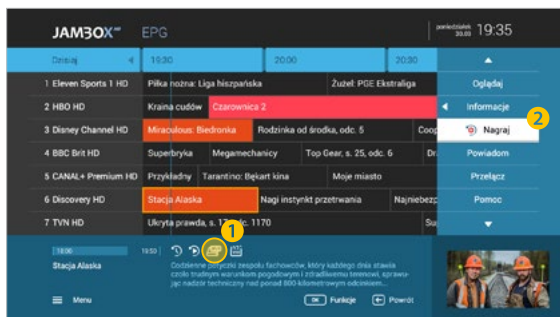 JAMBOX EPG poniedziałek 30.03 19:35
Dzisiaj 19:30 20:00 20:30
1 Eleven Sports 1 HD Piłka nożna: Liga hiszpańska Żużel: PGE Ekstraliga Oglądaj
2 HBO HD Kraina cudów Czarownica 2 Informacje
2
3 Disney Channel HD Miraculous: Biedronka Rodzinka od środka, odc. 5 Coop Nagraj
4 BBC Brit HD Superbryka Megamechanicy Top Gear, s. 25, odc. 6 Dr Powiadom
5 CANAL+ Premium HD Przykładny Tarantino: Bękart kina Moje miasto Przełącz
6 Discovery HD Stacja Alaska Nagi instynkt przetrwania Najniebezp Pomoc
7 TVN HD Ukryta prawda, s. odc. 1170 Su
1
18:00 19:50
Stacja Alaska Codzienne potyczki zespołu fachowców, który każdego dnia stawia
czoło trudnym warunkom pogodowym i zdradliwemu terenowi, sprawu-
jąc nadzór techniczny nad ponad 800-kilometrowym odcinkiem...
Menu OK Funkcje Powrót